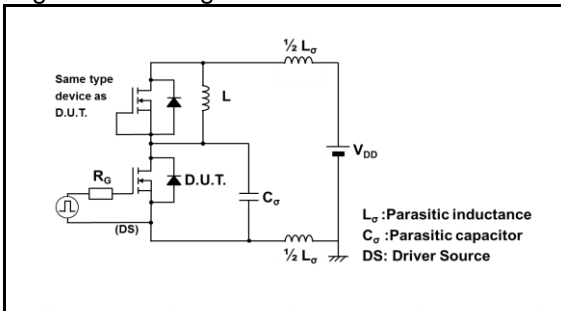 ½ Lσ
Same type
device as
D.U.T.
L
VDD
RG
D.U.T.
Cσ
(DS)
½ Lσ
Lσ :Parasitic inductance
Cσ :Parasitic capacitor
DS: Driver Source